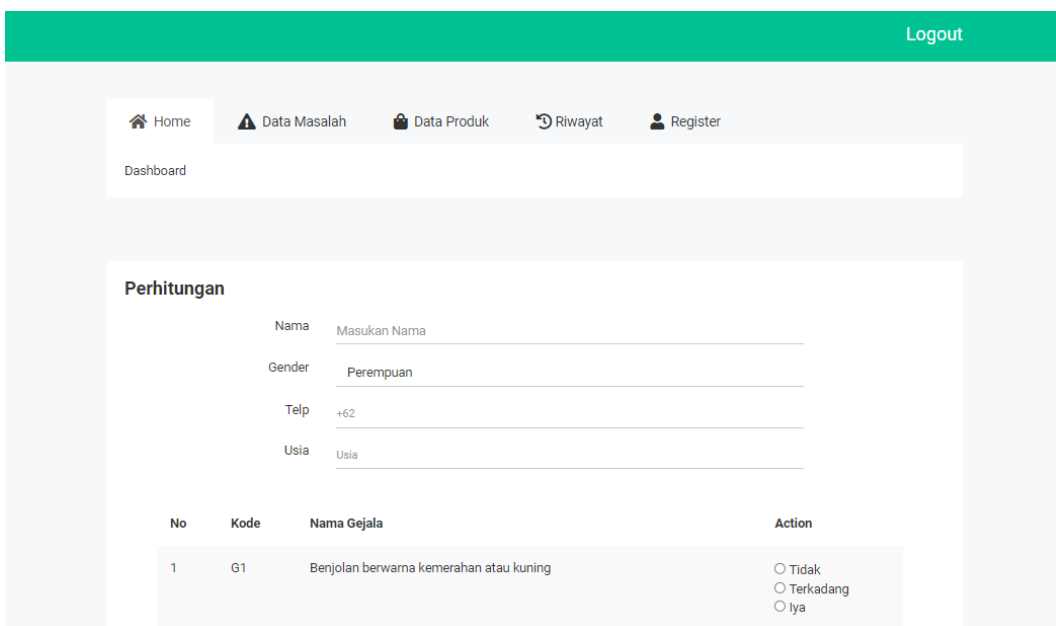 Logout
Home Data Masalah Data Produk Riwayat Register
Dashboard
Perhitungan
Nama Masukan Nama
Gender Perempuan
Telp +62
Usia Usia
No Kode Nama Gejala Action
1 G1 Benjolan berwarna kemerahan atau kuning Tidak
Terkadang
Iya